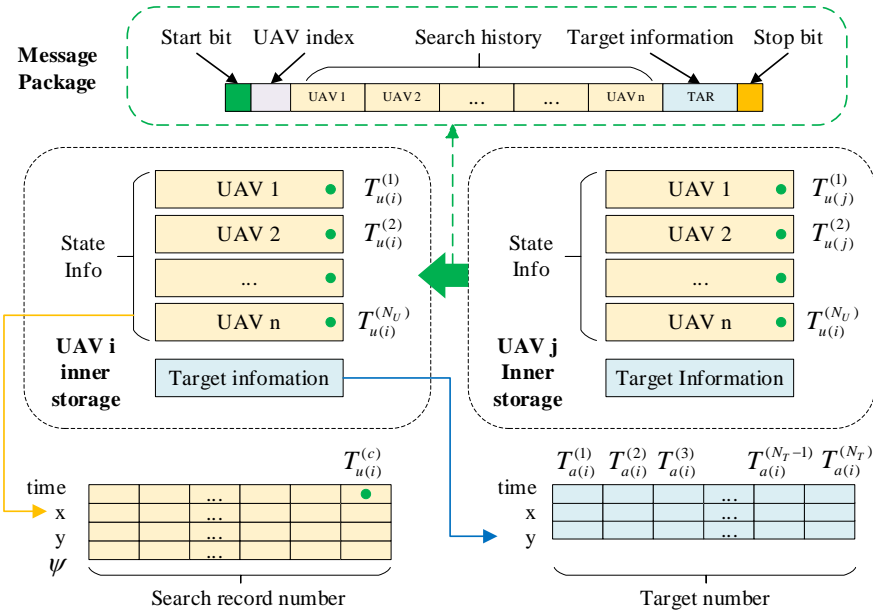 Start bit
UAV index
Search history
Target information
Stop bit
Message
Package
UAV 1
UAV 2
...
...
UAV n
TAR
State
Info
UAV 1
UAV 2
...
UAV n
T_{u(i)}^{(1)}
T_{u(i)}^{(2)}
T_{u(i)}^{(N_U)}
UAV i
inner
storage
Target infomation
State
Info
UAV 1
UAV 2
...
UAV n
T_{u(j)}^{(1)}
T_{u(j)}^{(2)}
T_{u(i)}^{(N_U)}
UAV j
Inner
storage
Target Information
T_{u(i)}^{(c)}
time
x
y
ψ
...
...
...
...
Search record number
T_{a(i)}^{(1)} T_{a(i)}^{(2)} T_{a(i)}^{(3)} T_{a(i)}^{(N_T-1)} T_{a(i)}^{(N_T)}
time
x
y
...
...
...
Target number